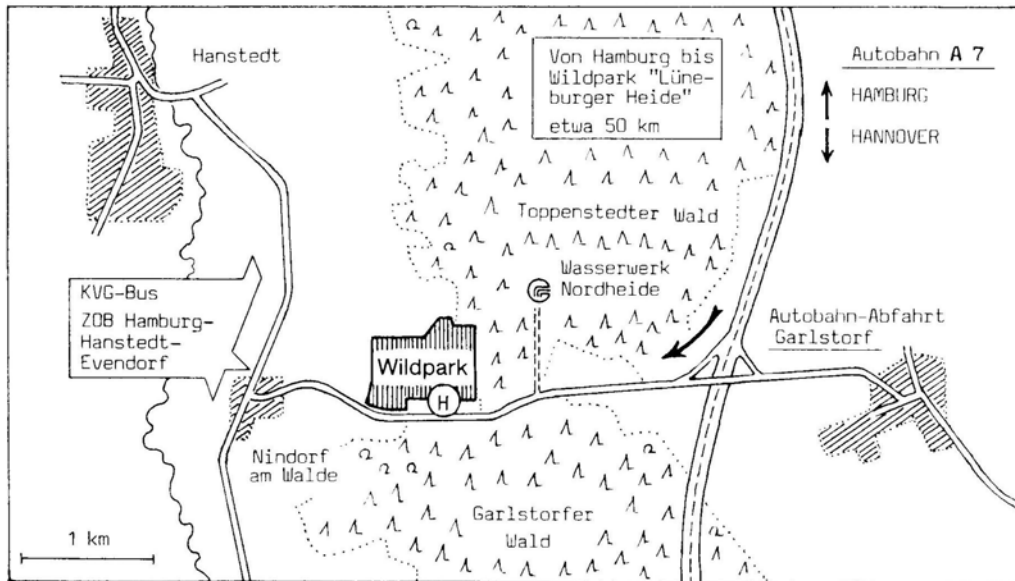 Hanstedt
Von Hamburg bis
Wildpark "Lüne-
burger Heide"
etwa 50 km
Autobahn A 7
HAMBURG
HANNOVER
Toppenstedter Wald
Wasserwerk
Nordheide
KVG-Bus
ZOB Hamburg-
Hanstedt-
Evendorf
Autobahn-Abfahrt
Garlstorf
Wildpark
H
Nindorf
am Walde
Garlstorfer
Wald
1 km